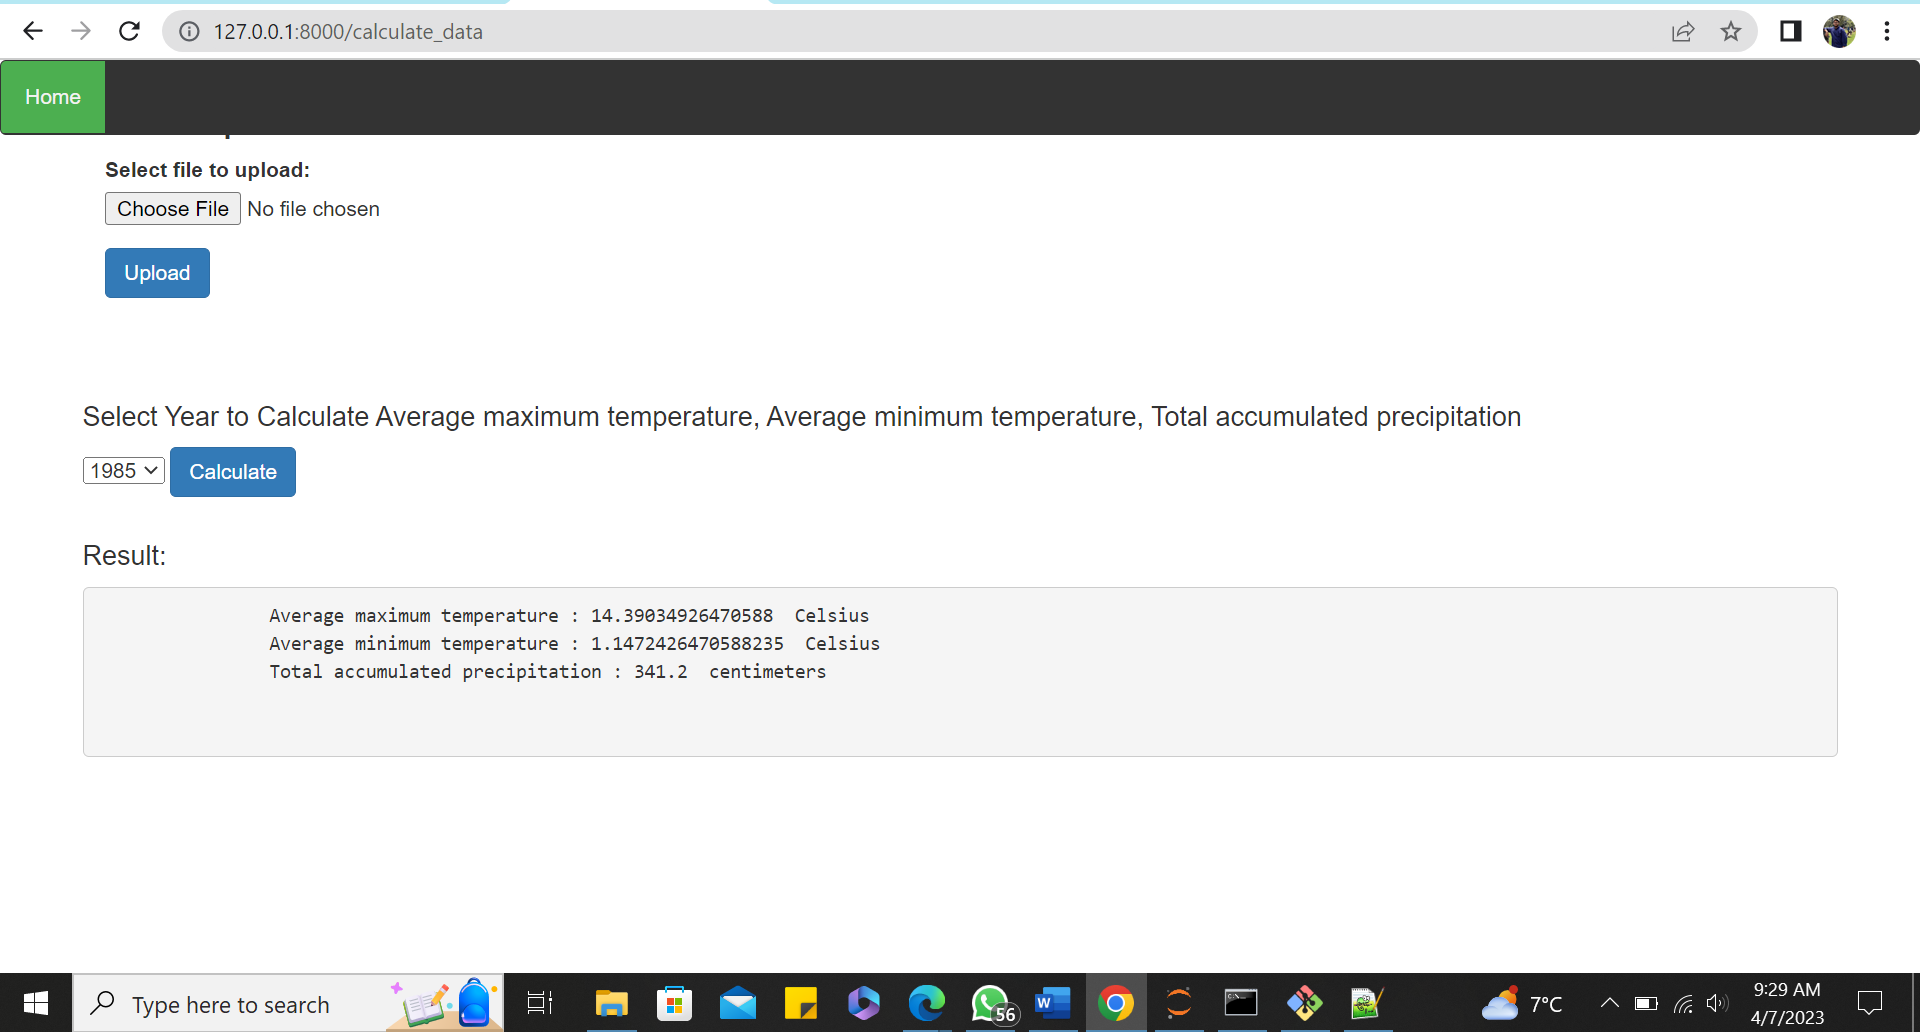 127.0.0.1:8000/calculate_data
Home
Select file to upload:
Choose File No file chosen
Upload
Select Year to Calculate Average maximum temperature, Average minimum temperature, Total accumulated precipitation
1985 Calculate
Result:
Average maximum temperature : 14.39034926470588  Celsius
Average minimum temperature : 1.1472426470588235  Celsius
Total accumulated precipitation : 341.2  centimeters
Type here to search
56
7°C
9:29 AM
4/7/2023